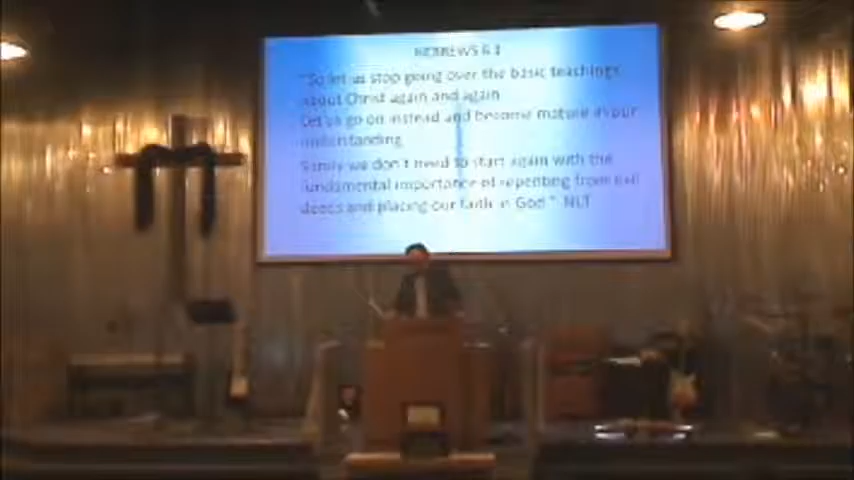 HEBREWS 6:1
"So let us stop going over the basic teachings
about Christ again and again
Let us go on instead and become mature in our
understanding
Surely we don't need to start again with the
fundamental importance of repenting from evil
deeds and placing our faith in God " NLT